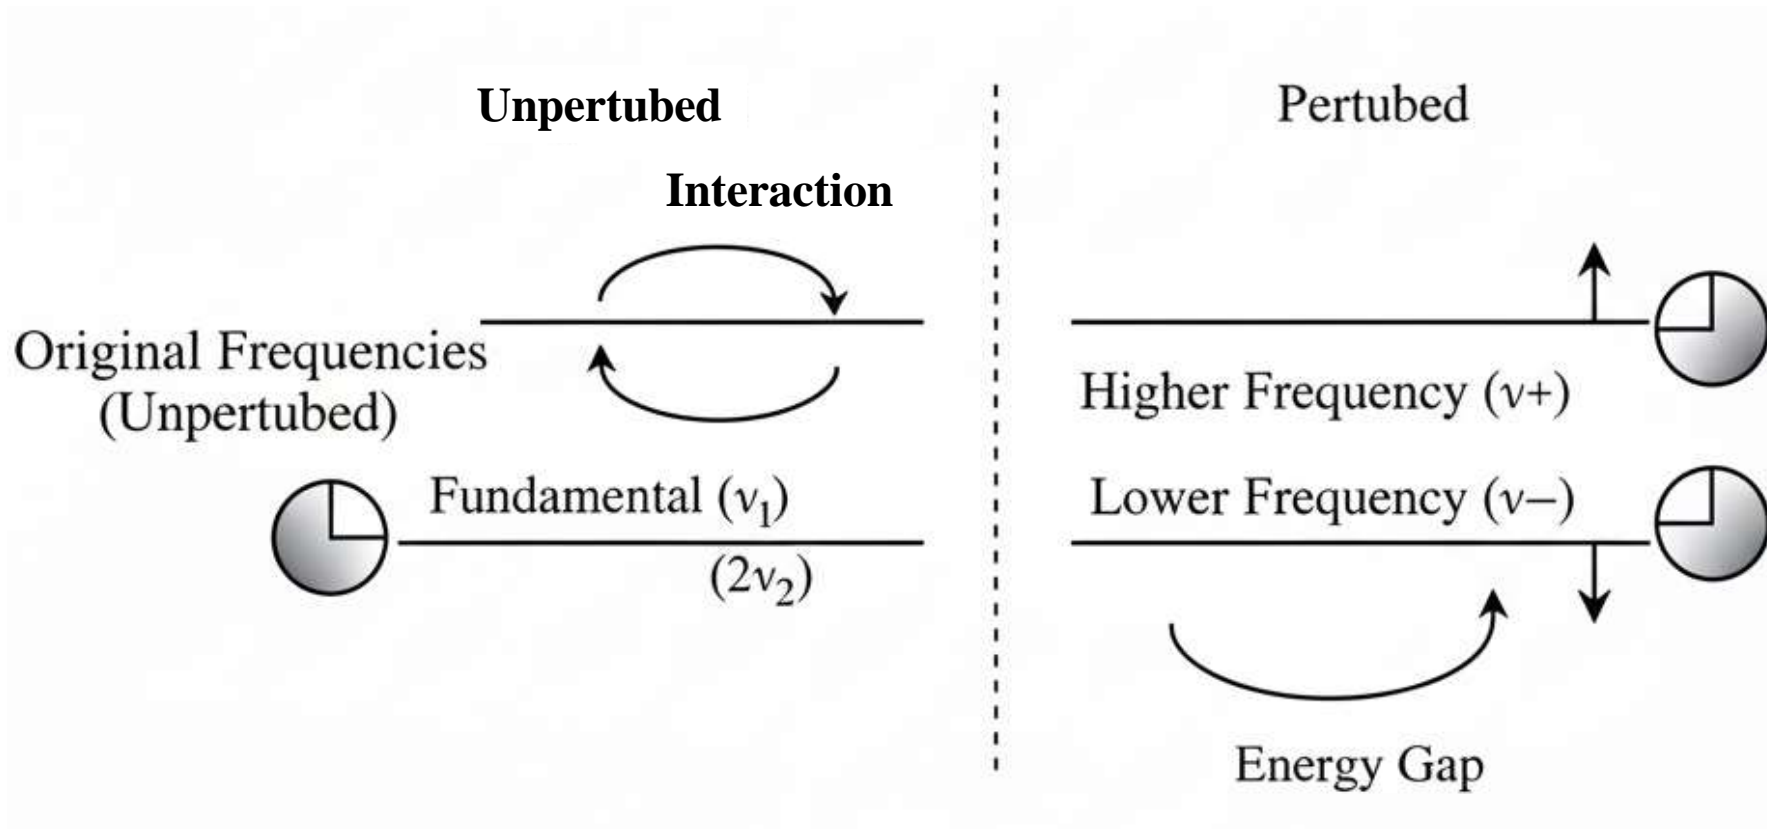 Unpertubed
Interaction
Original Frequencies
(Unpertubed)
Fundamental (ν₁)
(2ν₂)
Pertubed
Higher Frequency (ν+)
Lower Frequency (ν–)
Energy Gap